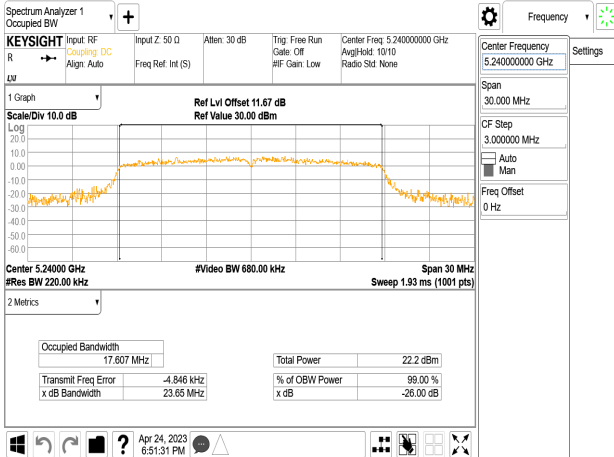 Spectrum Analyzer 1
Occupied BW
Frequency
KEYSIGHT
R
Input: RF
Coupling: DC
Align: Auto
Input Z: 50 Ω
Freq Ref: Int (S)
Atten: 30 dB
Trig: Free Run
Gate: Off
#IF Gain: Low
Center Freq: 5.240000000 GHz
Avg|Hold: 10/10
Radio Std: None
Center Frequency
5.240000000 GHz
Settings
Span
30.000 MHz
CF Step
3.000000 MHz
Auto
Man
Freq Offset
0 Hz
1 Graph
Scale/Div 10.0 dB
Ref Lvl Offset 11.67 dB
Ref Value 30.00 dBm
Log
20.0
10.0
0.00
-10.0
-20.0
-30.0
-40.0
-50.0
-60.0
Center 5.24000 GHz
#Res BW 220.00 kHz
#Video BW 680.00 kHz
Span 30 MHz
Sweep 1.93 ms (1001 pts)
2 Metrics
Occupied Bandwidth
17.607 MHz
Total Power 22.2 dBm
Transmit Freq Error -4.846 kHz
% of OBW Power 99.00 %
x dB Bandwidth 23.65 MHz
x dB -26.00 dB
?
Apr 24, 2023
6:51:31 PM